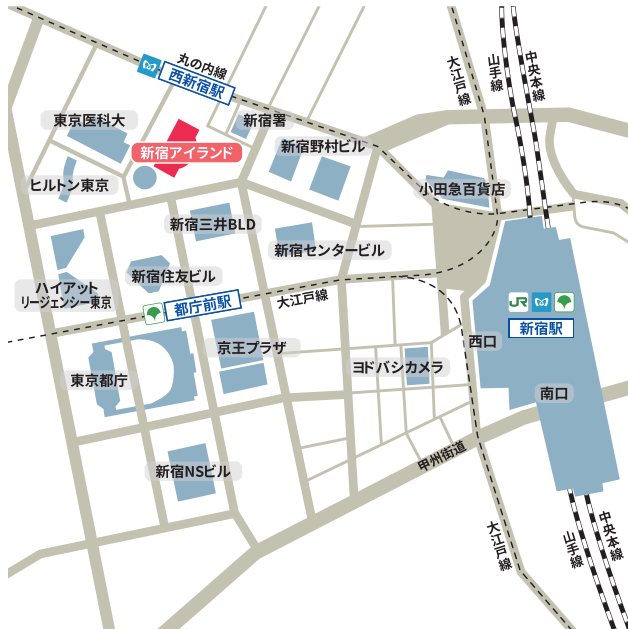 丸の内線
西新宿駅
大江戸線
山手線
中央本線
東京医科大
新宿署
新宿アイランド
新宿野村ビル
ヒルトン東京
小田急百貨店
新宿三井BLD
新宿センタービル
新宿住友ビル
ハイアット
リージェンシー東京
都庁前駅
大江戸線
JR
新宿駅
西口
京王プラザ
ヨドバシカメラ
東京都庁
南口
甲州街道
新宿NSビル
大江戸線
山手線
中央本線